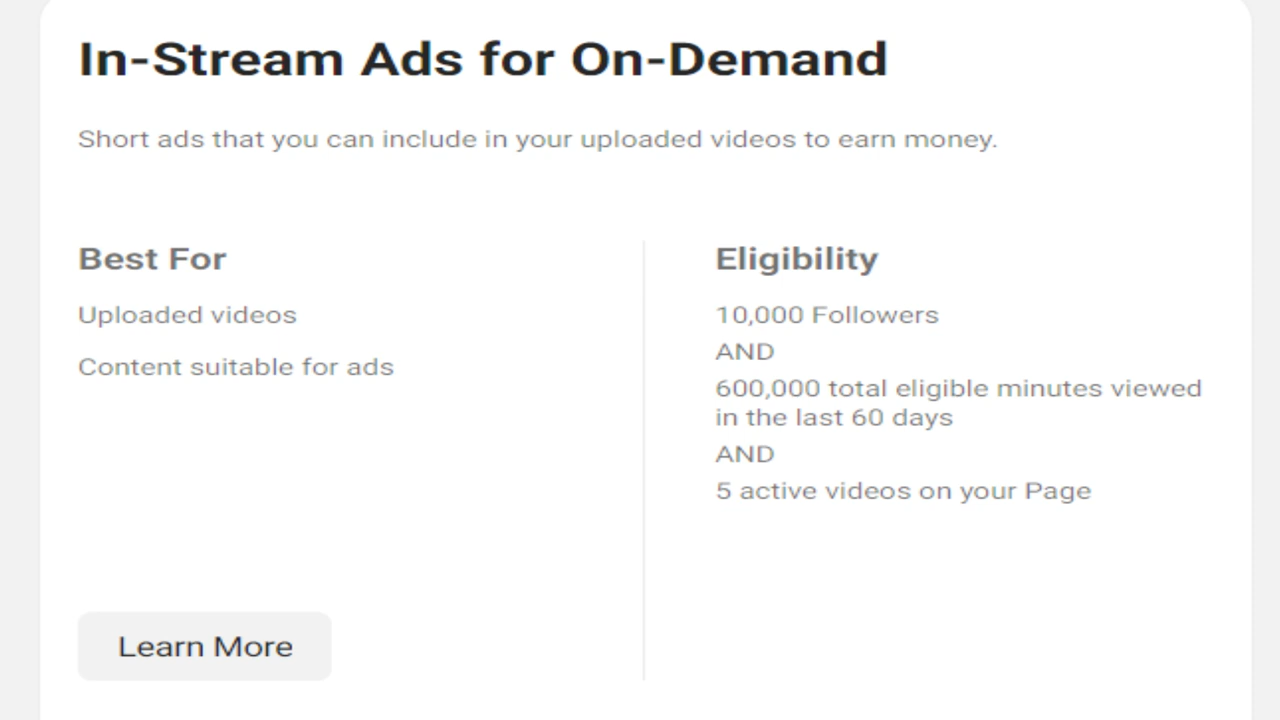 In-Stream Ads for On-Demand
Short ads that you can include in your uploaded videos to earn money.
Best For
Uploaded videos
Content suitable for ads
Eligibility
10,000 Followers
AND
600,000 total eligible minutes viewed
in the last 60 days
AND
5 active videos on your Page
Learn More